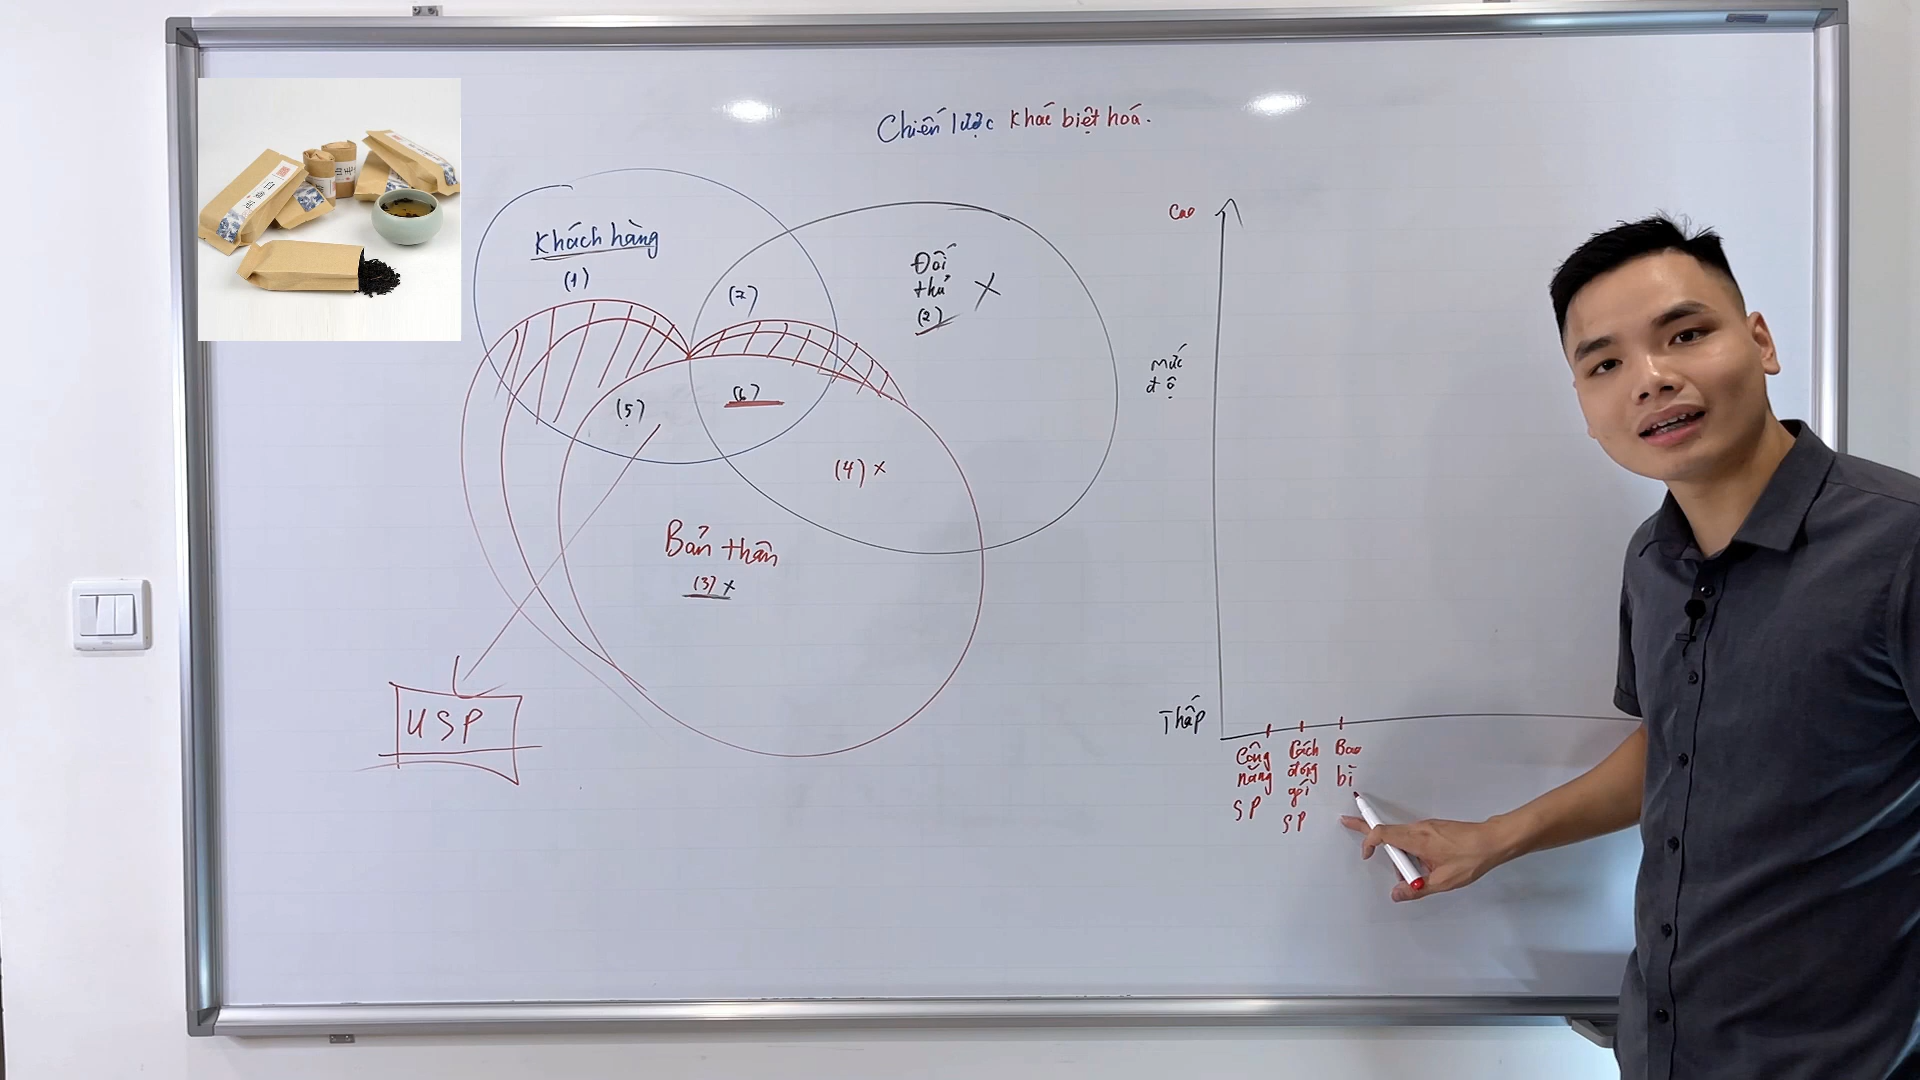 Chiến lược khác biệt hoá.
Khách hàng
(1)
(7)
Đối
thủ X
(2)
(5)
(6)
(4) x
Bản thân
(3) x
USP
Cao
mức
độ
Thấp
Công
năng
SP
Cách
đóng
gói
SP
Bao
bì